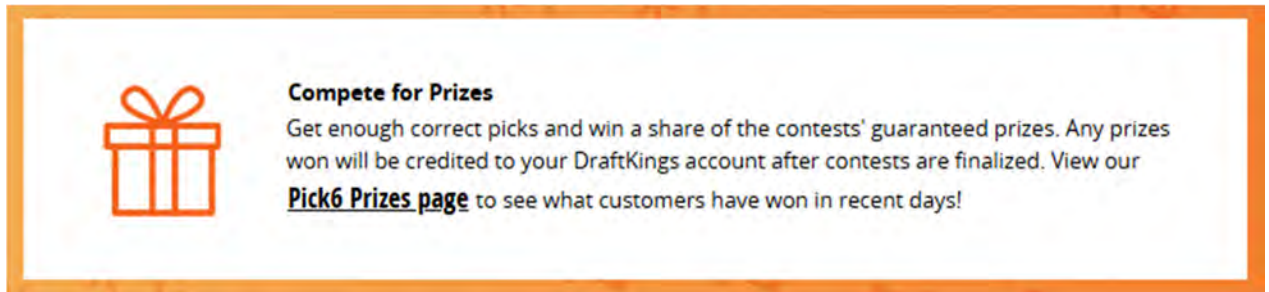 Compete for Prizes
Get enough correct picks and win a share of the contests' guaranteed prizes. Any prizes
won will be credited to your DraftKings account after contests are finalized. View our
Pick6 Prizes page to see what customers have won in recent days!